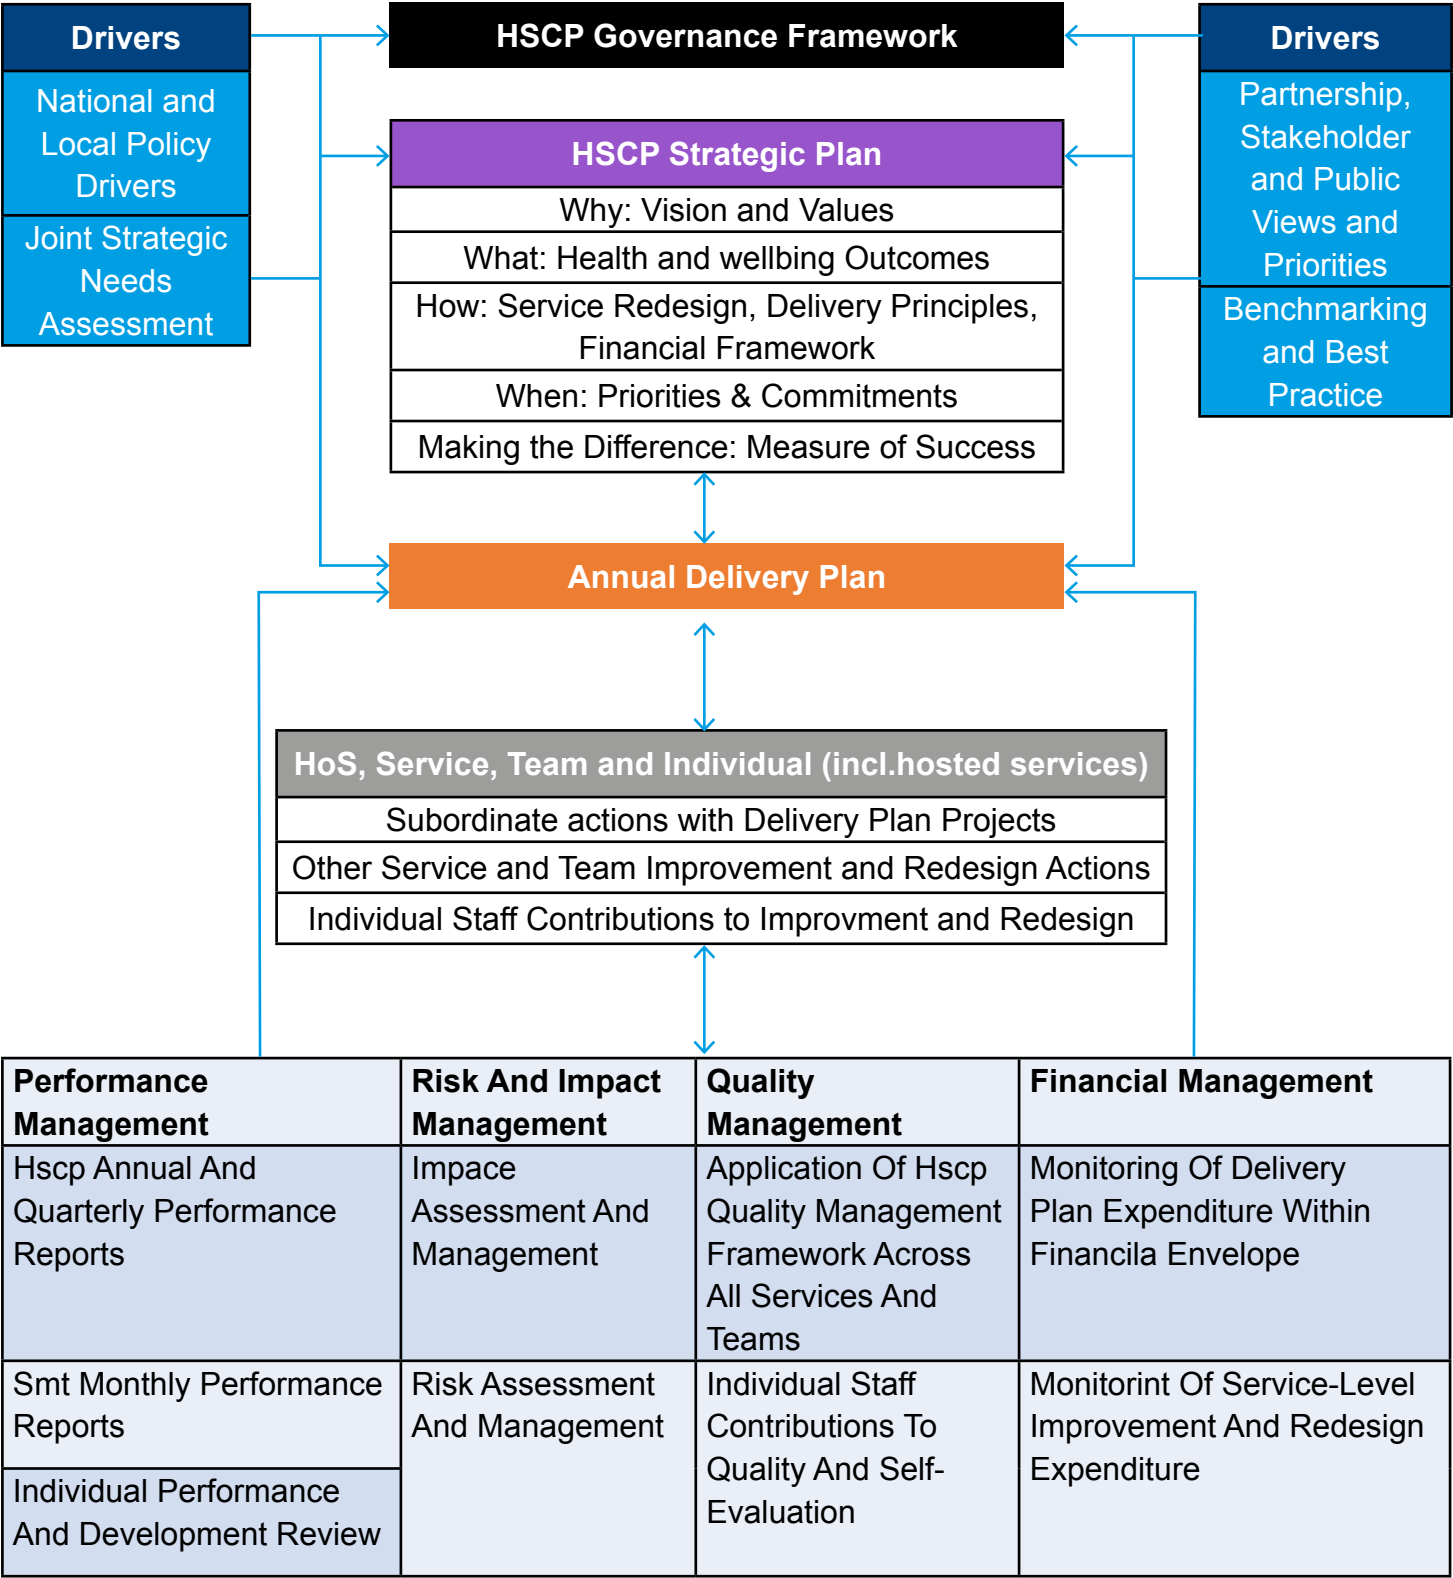 Drivers
National and
Local Policy
Drivers
Joint Strategic
Needs
Assessment
HSCP Governance Framework
HSCP Strategic Plan
Why: Vision and Values
What: Health and wellbing Outcomes
How: Service Redesign, Delivery Principles,
Financial Framework
When: Priorities & Commitments
Making the Difference: Measure of Success
Drivers
Partnership,
Stakeholder
and Public
Views and
Priorities
Benchmarking
and Best
Practice
Annual Delivery Plan
HoS, Service, Team and Individual (incl.hosted services)
Subordinate actions with Delivery Plan Projects
Other Service and Team Improvement and Redesign Actions
Individual Staff Contributions to Improvment and Redesign
Performance
Management
Risk And Impact
Management
Quality
Management
Financial Management
Hscp Annual And
Quarterly Performance
Reports
Impace
Assessment And
Management
Application Of Hscp
Quality Management
Framework Across
All Services And
Teams
Monitoring Of Delivery
Plan Expenditure Within
Financila Envelope
Smt Monthly Performance
Reports
Risk Assessment
And Management
Individual Staff
Contributions To
Quality And Self-
Evaluation
Monitorint Of Service-Level
Improvement And Redesign
Expenditure
Individual Performance
And Development Review